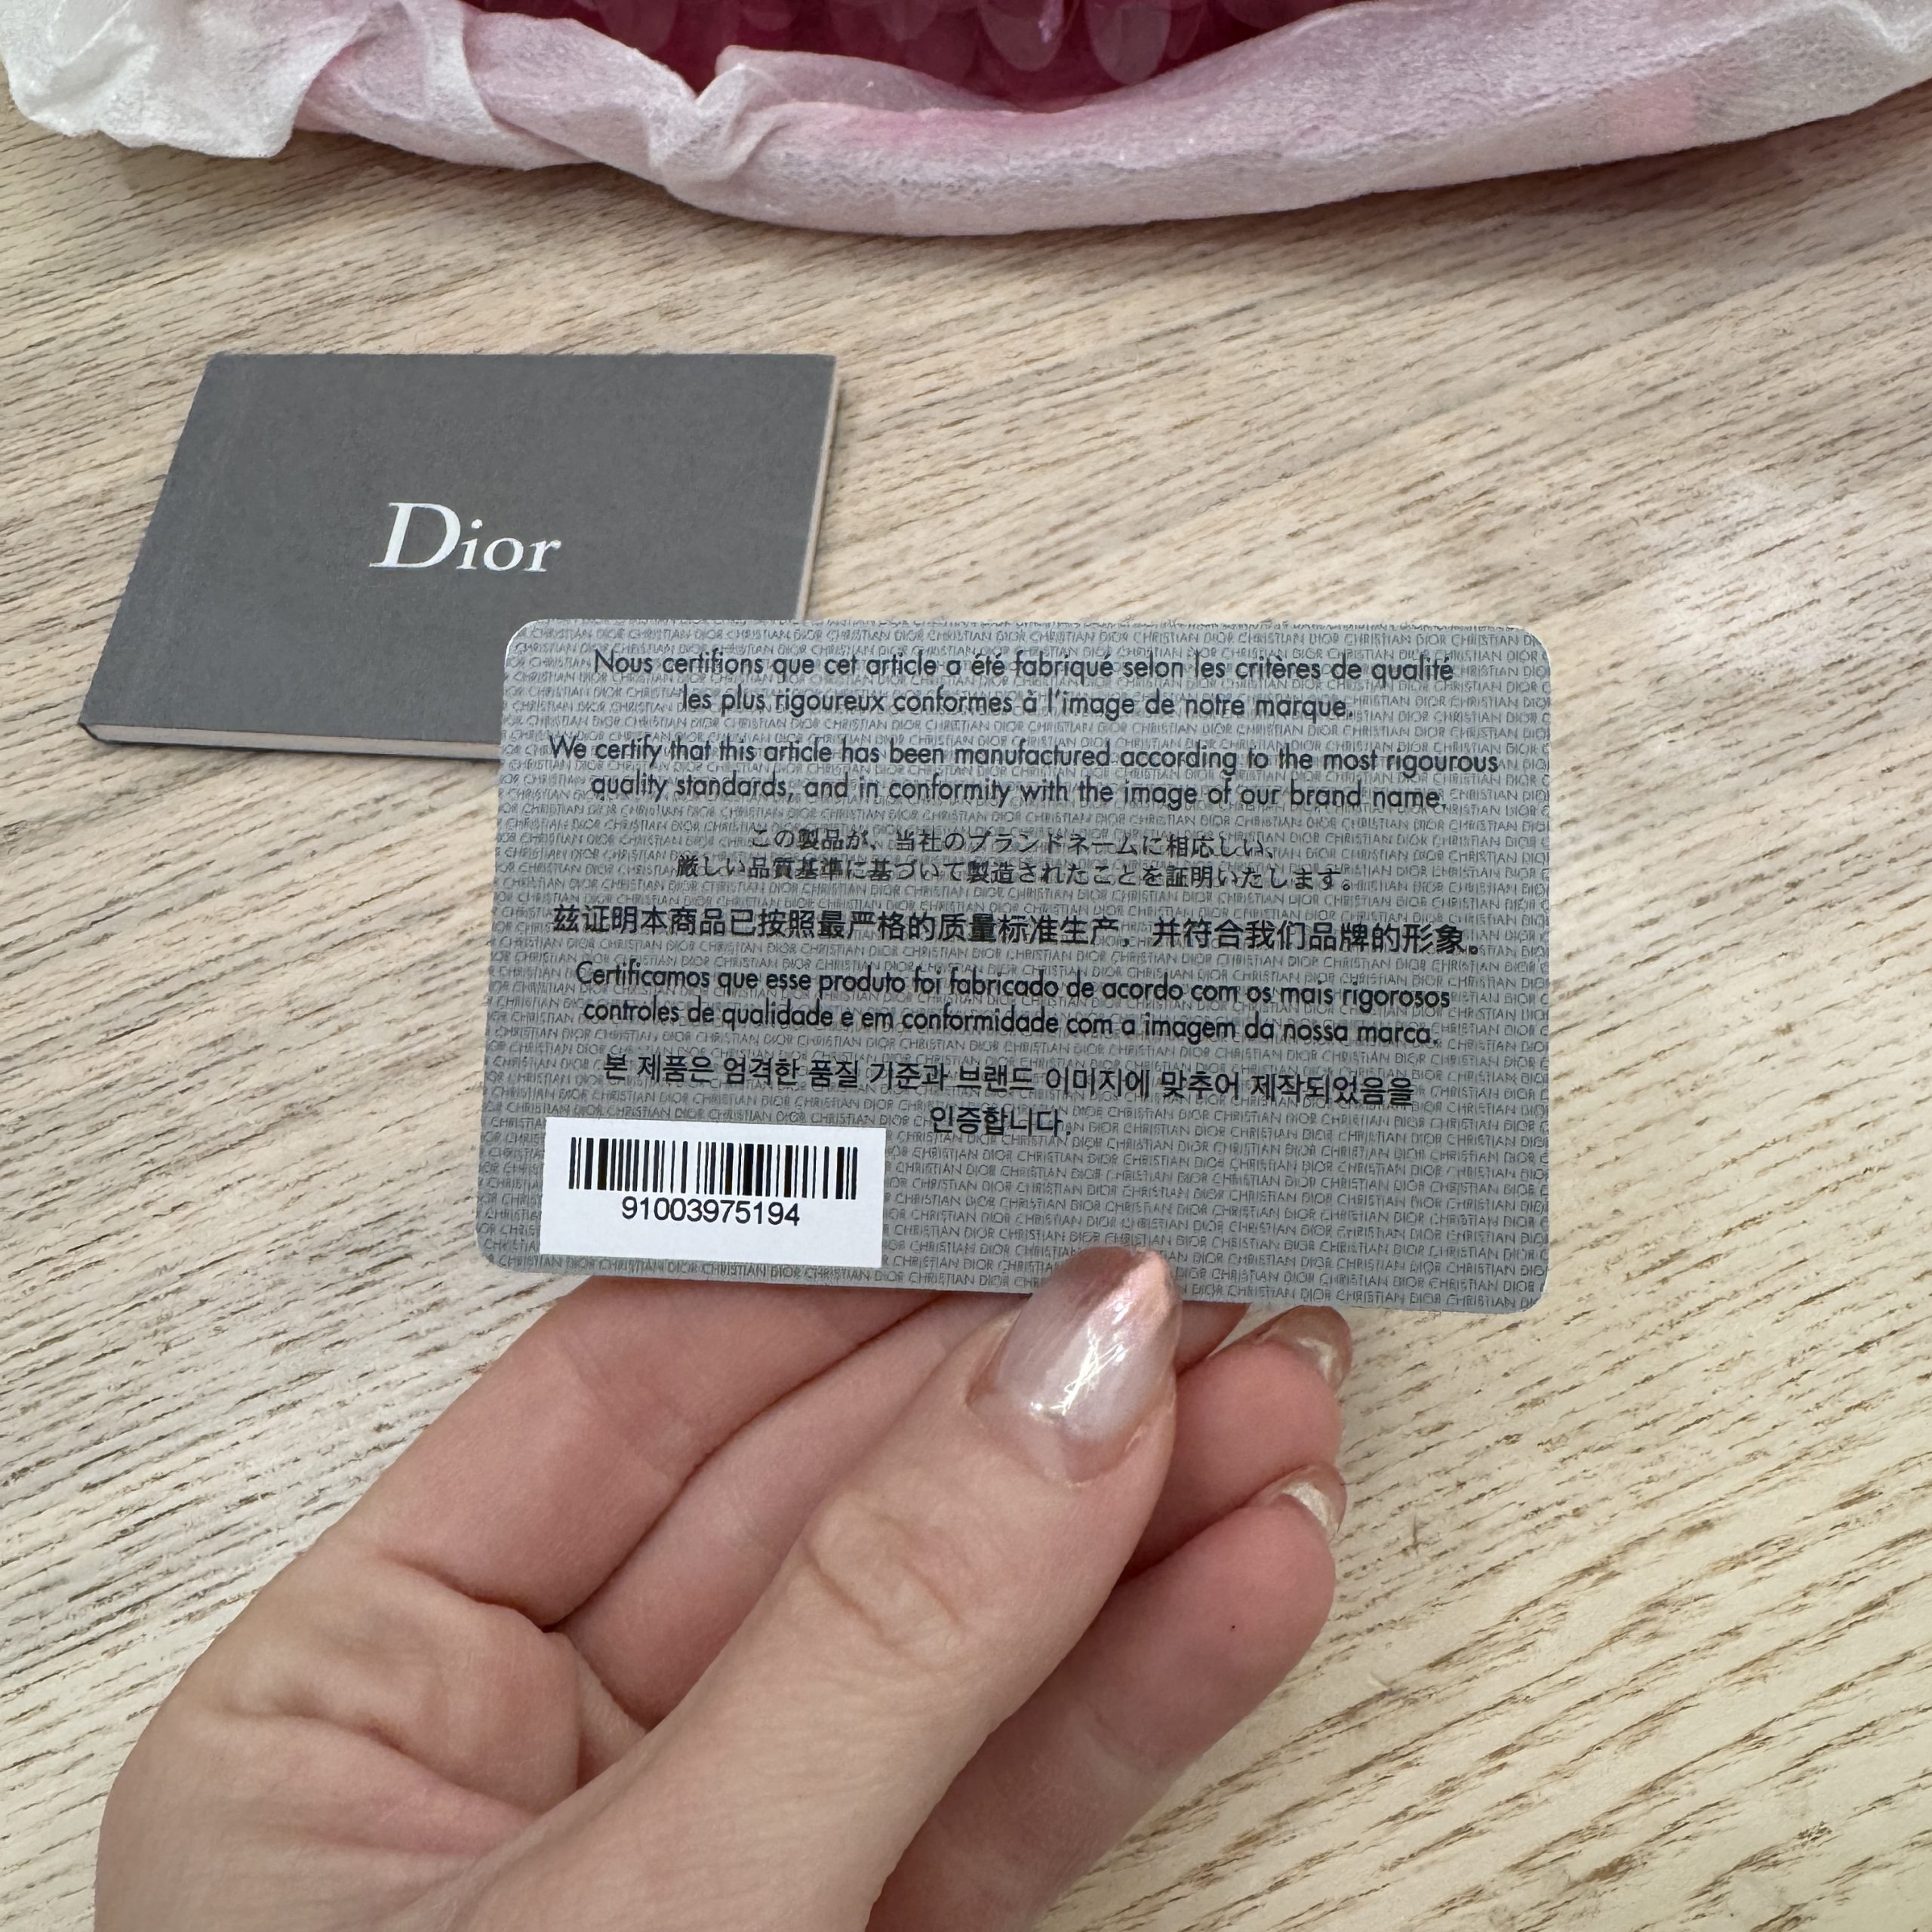 Dior
Nous certifions que cet article a été fabriqué selon les critères de qualité
les plus rigoureux conformes à l'image de notre marque.
We certify that this article has been manufactured according to the most rigourous
quality standards, and in conformity with the image of our brand name.
この製品が、当社のブランドネームに相応しい、
厳しい品質基準に基づいて製造されたことを証明いたします。
兹证明本商品已按照最严格的质量标准生产，并符合我们品牌的形象。
Certificamos que esse produto foi fabricado de acordo com os mais rigorosos
controles de qualidade e em conformidade com a imagem da nossa marca.
본 제품은 엄격한 품질 기준과 브랜드 이미지에 맞추어 제작되었음을
인증합니다.
91003975194
CHRISTIAN DIOR